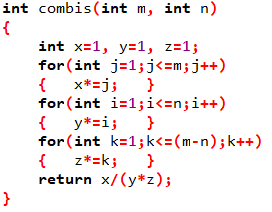 int combis(int m, int n)
{
int x=1, y=1, z=1;
for(int j=1;j<=m;j++)
{ x*=j; }
for(int i=1;i<=n;i++)
{ y*=i; }
for(int k=1;k<=(m-n);k++)
{ z*=k; }
return x/(y*z);
}